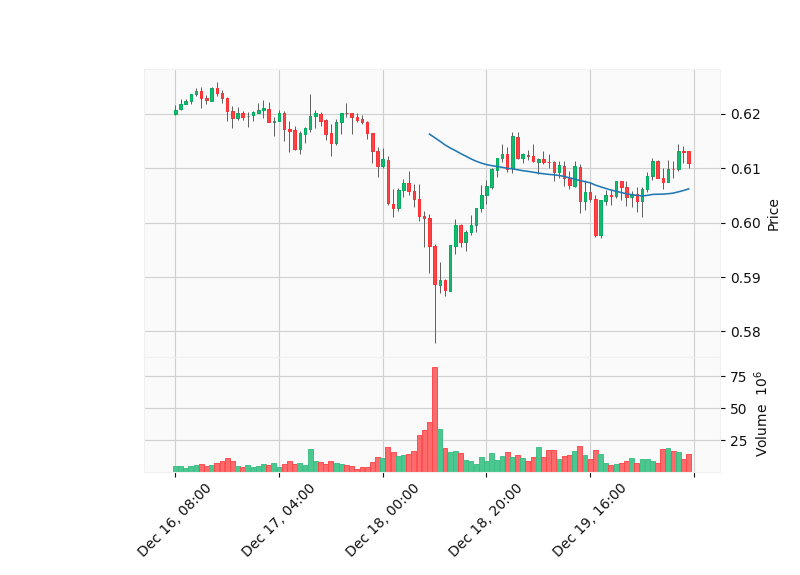 0.62
0.61
0.60
0.59
0.58
Price
75
50
25
Volume 10^6
Dec 16, 08:00
Dec 17, 04:00
Dec 18, 00:00
Dec 18, 20:00
Dec 19, 16:00